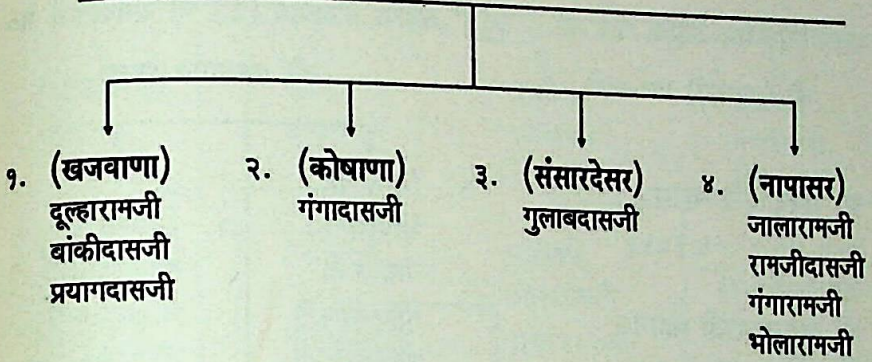 १. (खजवाणा)
दूल्हारामजी
बांकीदासजी
प्रयागदासजी
२. (कोषाणा)
गंगादासजी
३. (संसारदेसर)
गुलाबदासजी
४. (नापासर)
जालारामजी
रामजीदासजी
गंगारामजी
भोलारामजी